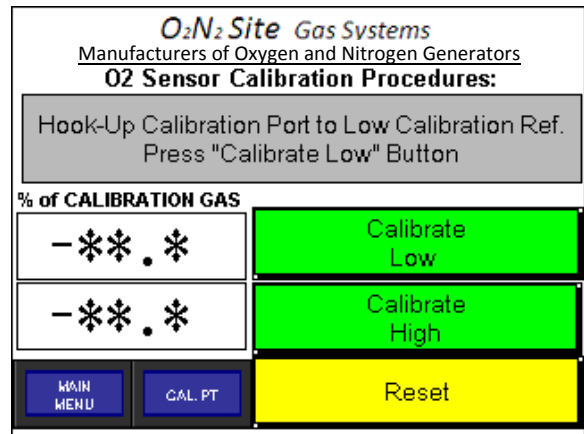 O₂N₂ Site Gas Systems
Manufacturers of Oxygen and Nitrogen Generators
O2 Sensor Calibration Procedures:
Hook-Up Calibration Port to Low Calibration Ref.
Press "Calibrate Low" Button
% of CALIBRATION GAS
-**.*
Calibrate
Low
-**.*
Calibrate
High
MAIN
MENU
CAL. PT
Reset